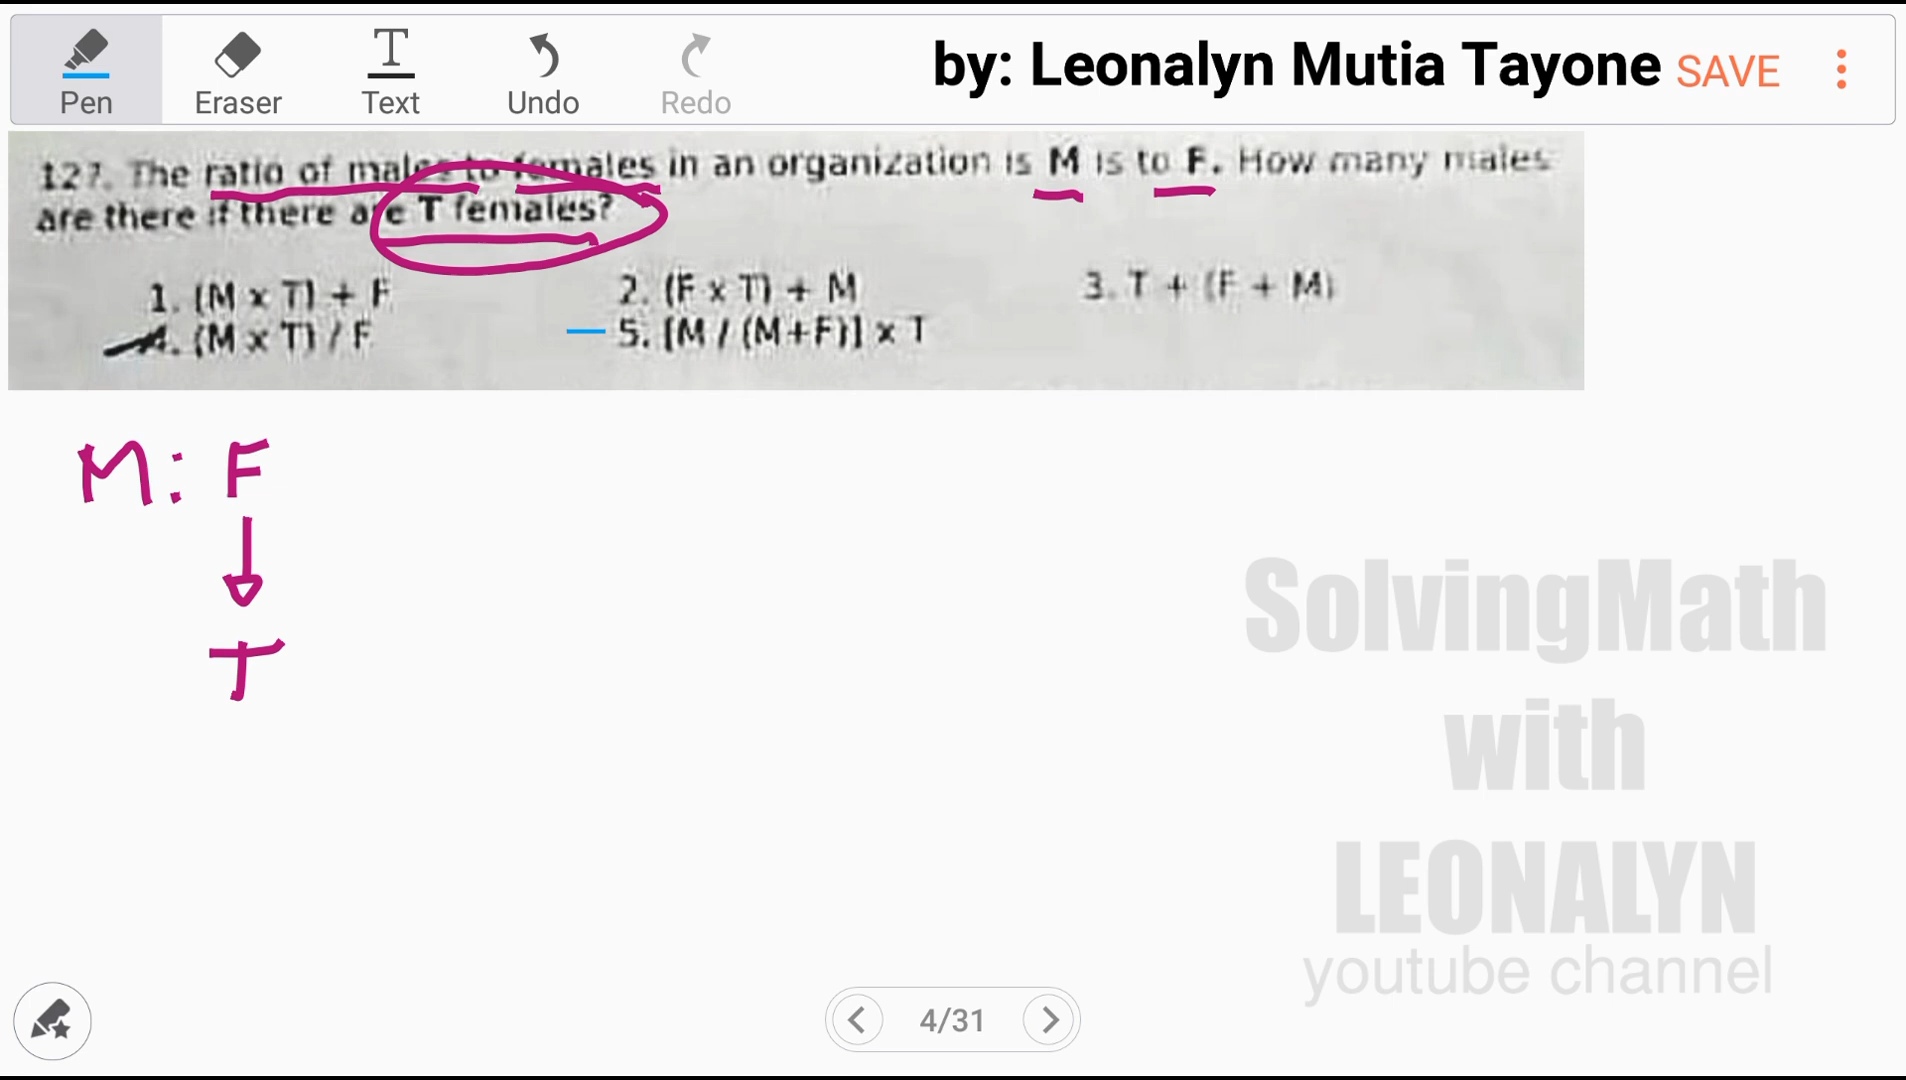 Pen
Eraser
Text
Undo
Redo
by: Leonalyn Mutia Tayone
SAVE
127. The ratio of males to females in an organization is M is to F. How many males
are there if there are T females?
1. (M x T) + F
2. (F x T) + M
3. T + (F + M)
4. (M x T) / F
5. [M / (M+F)] x T
M: F
T
SolvingMath
with
LEONALYN
youtube channel
4/31